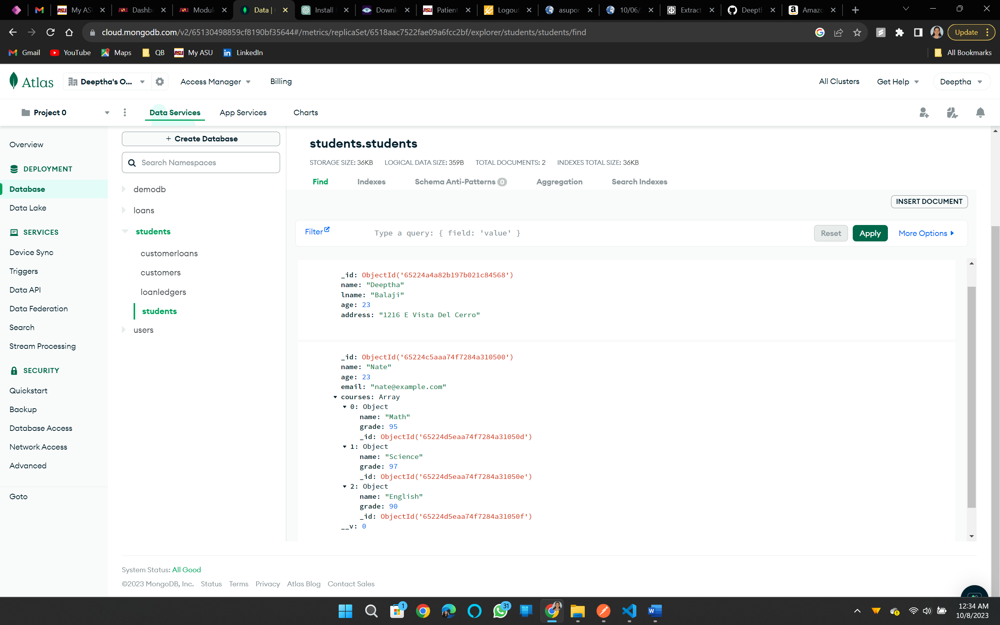 My AS
Dashb
Modul
Data |
Install
Downl
Patient
Logout
asupor
10/06/
Extract
Deepth
Amazo
cloud.mongodb.com/v2/65130498859cf8190bf35644#/metrics/replicaSet/6518aac7522fae09a6fcc2bf/explorer/students/students/find
Update
Gmail YouTube Maps QB My ASU LinkedIn All Bookmarks
Atlas Deeptha's O... Access Manager Billing All Clusters Get Help Deeptha
Project 0 Data Services App Services Charts
Overview
DEPLOYMENT
Database
Data Lake
SERVICES
Device Sync
Triggers
Data API
Data Federation
Search
Stream Processing
SECURITY
Quickstart
Backup
Database Access
Network Access
Advanced
Goto
+ Create Database
Search Namespaces
demodb
loans
students
customerloans
customers
loanledgers
students
users
students.students
STORAGE SIZE: 36KB LOGICAL DATA SIZE: 359B TOTAL DOCUMENTS: 2 INDEXES TOTAL SIZE: 36KB
Find Indexes Schema Anti-Patterns 0 Aggregation Search Indexes
INSERT DOCUMENT
Filter Type a query: { field: 'value' } Reset Apply More Options
_id: ObjectId('65224a4a82b197b021c84568')
name: "Deeptha"
lname: "Balaji"
age: 23
address: "1216 E Vista Del Cerro"
_id: ObjectId('65224c5aaa74f7284a310500')
name: "Nate"
age: 23
email: "nate@example.com"
courses: Array
0: Object
name: "Math"
grade: 95
_id: ObjectId('65224d5eaa74f7284a31050d')
1: Object
name: "Science"
grade: 97
_id: ObjectId('65224d5eaa74f7284a31050e')
2: Object
name: "English"
grade: 90
_id: ObjectId('65224d5eaa74f7284a31050f')
__v: 0
System Status: All Good
©2023 MongoDB, Inc. Status Terms Privacy Atlas Blog Contact Sales
1
31
12:34 AM
10/8/2023